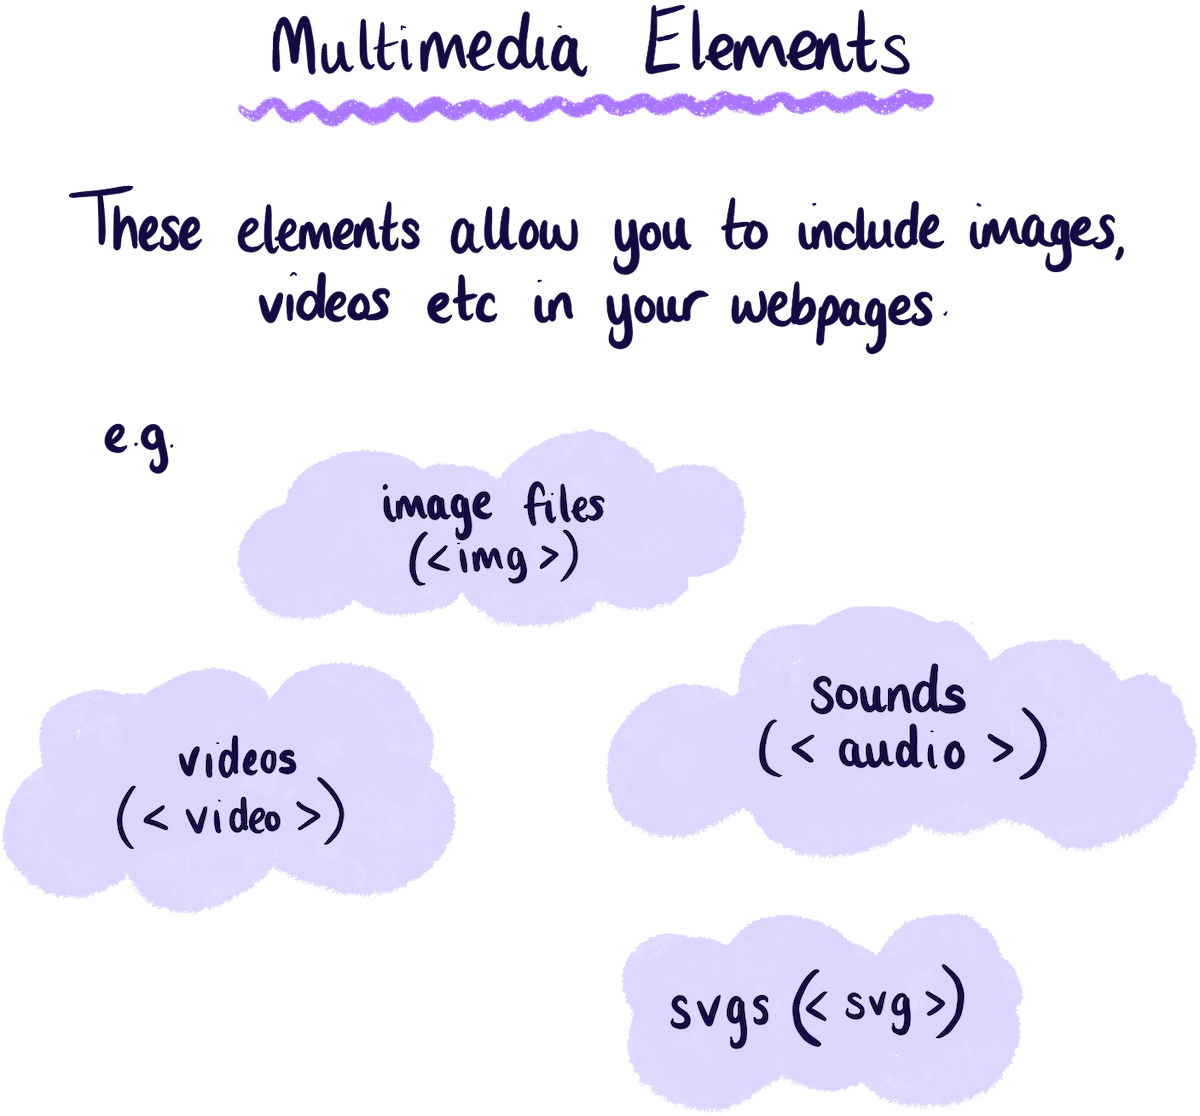 Multimedia Elements
These elements allow you to include images,
videos etc in your webpages.
e.g.
image files
(<img>)
sounds
(< audio >)
videos
(< video >)
svgs (< svg >)